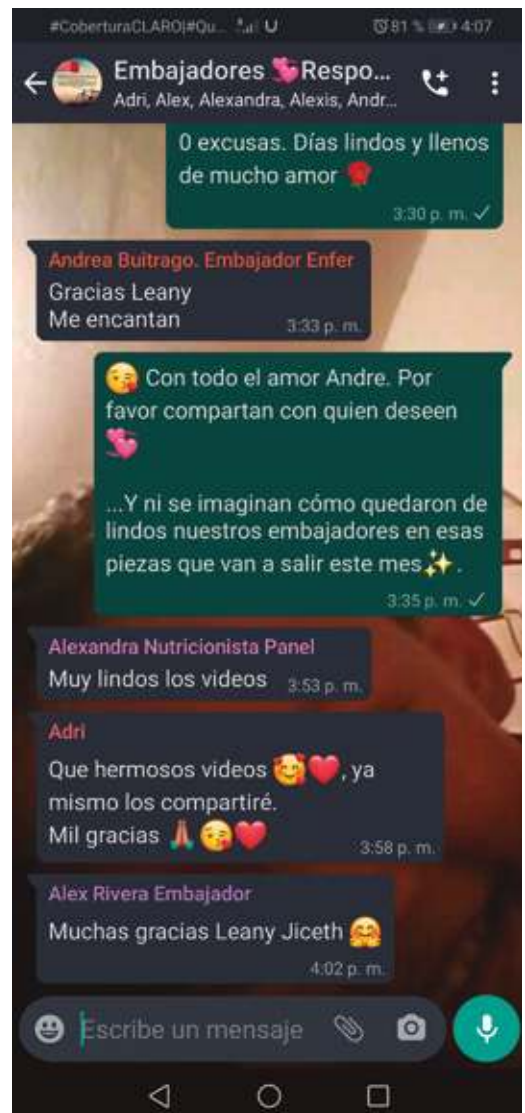 #CoberturaCLARO|#Qu... 81 % 4:07
Embajadores 💞Respo...
Adri, Alex, Alexandra, Alexis, Andr...
0 excusas. Días lindos y llenos
de mucho amor 🌹
3:30 p. m.
Andrea Buitrago. Embajador Enfer
Gracias Leany
Me encantan 3:33 p. m.
😘 Con todo el amor Andre. Por
favor compartan con quien deseen
💞
...Y ni se imaginan cómo quedaron de
lindos nuestros embajadores en esas
piezas que van a salir este mes✨.
3:35 p. m.
Alexandra Nutricionista Panel
Muy lindos los videos 3:53 p. m.
Adri
Que hermosos videos 🥰❤️, ya
mismo los compartiré.
Mil gracias 🙏😘❤️ 3:58 p. m.
Alex Rivera Embajador
Muchas gracias Leany Jiceth 🤗
4:02 p. m.
Escribe un mensaje